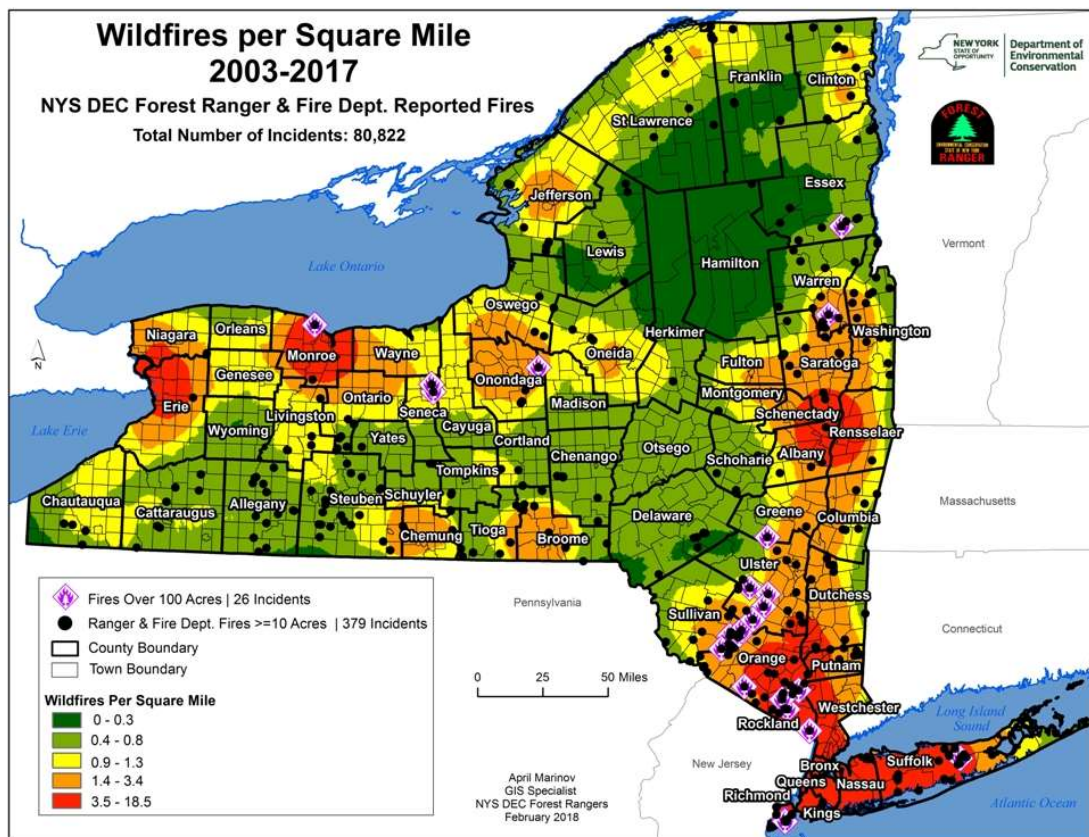 Wildfires per Square Mile
2003-2017
NYS DEC Forest Ranger & Fire Dept. Reported Fires
Total Number of Incidents: 80,822
NEW YORK
STATE OF
OPPORTUNITY
Department of
Environmental
Conservation
FOREST
ENVIRONMENTAL CONSERVATION
STATE OF NEW YORK
RANGER
Franklin
Clinton
St Lawrence
Essex
Jefferson
Lewis
Hamilton
Vermont
Lake Ontario
Warren
Oswego
Herkimer
Washington
Niagara
Orleans
Monroe
Wayne
Oneida
Fulton
Saratoga
Genesee
Onondaga
Montgomery
Erie
Ontario
Seneca
Madison
Schenectady
Livingston
Cayuga
Rensselaer
Lake Erie
Wyoming
Yates
Cortland
Otsego
Albany
Tompkins
Chenango
Schoharie
Chautauqua
Cattaraugus
Allegany
Steuben
Schuyler
Massachusetts
Delaware
Greene
Columbia
Chemung
Tioga
Broome
Ulster
Dutchess
Pennsylvania
Sullivan
Connecticut
Orange
Putnam
Westchester
Rockland
Long Island
Sound
New Jersey
Bronx
Suffolk
Queens
Nassau
Richmond
Kings
Atlantic Ocean
N
Fires Over 100 Acres | 26 Incidents
Ranger & Fire Dept. Fires >=10 Acres | 379 Incidents
County Boundary
Town Boundary
Wildfires Per Square Mile
0 - 0.3
0.4 - 0.8
0.9 - 1.3
1.4 - 3.4
3.5 - 18.5
0 25 50 Miles
April Marinov
GIS Specialist
NYS DEC Forest Rangers
February 2018